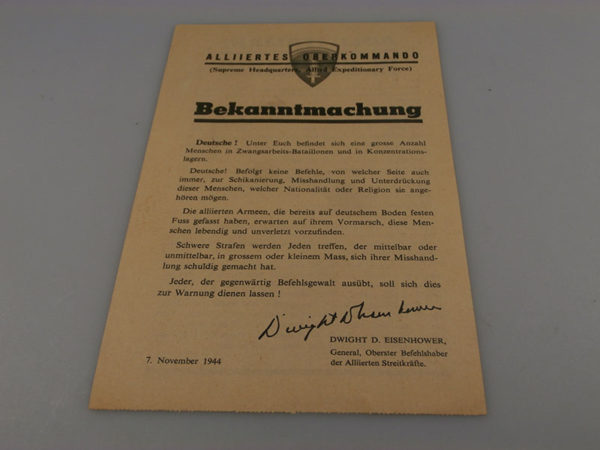 ALLIIERTES OBERKOMMANDO
(Supreme Headquarters, Allied Expeditionary Force)
Bekanntmachung
Deutsche! Unter Euch befindet sich eine grosse Anzahl
Menschen in Zwangsarbeits-Bataillonen und in Konzentrations-
lagern.
Deutsche! Befolgt keine Befehle, von welcher Seite auch
immer, zur Schikanierung, Misshandlung und Unterdrückung
dieser Menschen, welcher Nationalität oder Religion sie ange-
hören mögen.
Die alliierten Armeen, die bereits auf deutschem Boden festen
Fuss gefasst haben, erwarten auf ihrem Vormarsch, diese Men-
schen lebendig und unverletzt vorzufinden.
Schwere Strafen werden Jeden treffen, der mittelbar oder
unmittelbar, in grossem oder kleinem Mass, sich ihrer Misshand-
lung schuldig gemacht hat.
Jeder, der gegenwärtig Befehlsgewalt ausübt, soll sich dies
zur Warnung dienen lassen!
Dwight D Eisenhower
DWIGHT D. EISENHOWER,
General, Oberster Befehlshaber
der Alliierten Streitkräfte.
7. November 1944